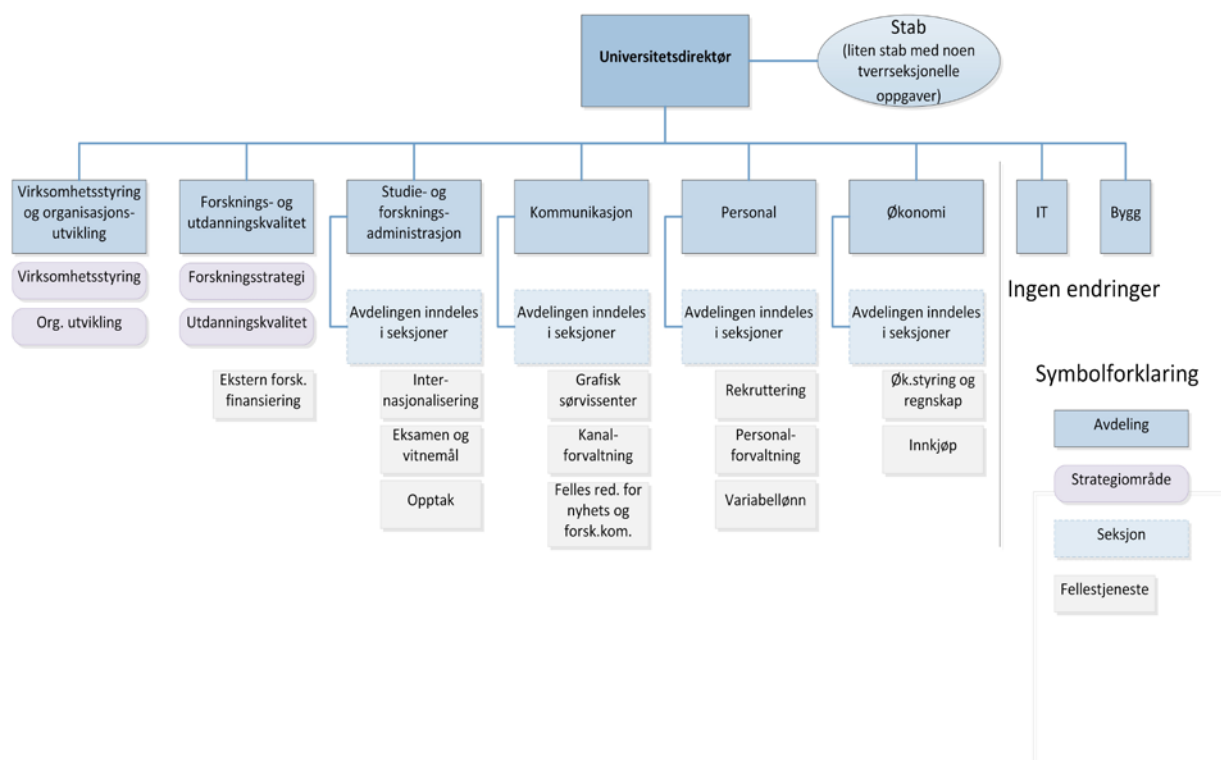 Universitetsdirektør
Stab
(liten stab med noen
tverrseksjonelle
oppgaver)
Virksomhetsstyring
og organisasjons-
utvikling
Forsknings- og
utdanningskvalitet
Studie- og
forsknings-
administrasjon
Kommunikasjon
Personal
Økonomi
IT
Bygg
Virksomhetsstyring
Org. utvikling
Forskningsstrategi
Utdanningskvalitet
Ekstern forsk.
finansiering
Avdelingen inndeles
i seksjoner
Inter-
nasjonalisering
Eksamen og
vitnemål
Opptak
Avdelingen inndeles
i seksjoner
Grafisk
sørvissenter
Kanal-
forvaltning
Felles red. for
nyhets og
forsk.kom.
Avdelingen inndeles
i seksjoner
Rekruttering
Personal-
forvaltning
Variabellønn
Avdelingen inndeles
i seksjoner
Øk.styring og
regnskap
Innkjøp
Ingen endringer
Symbolforklaring
Avdeling
Strategiområde
Seksjon
Fellestjeneste